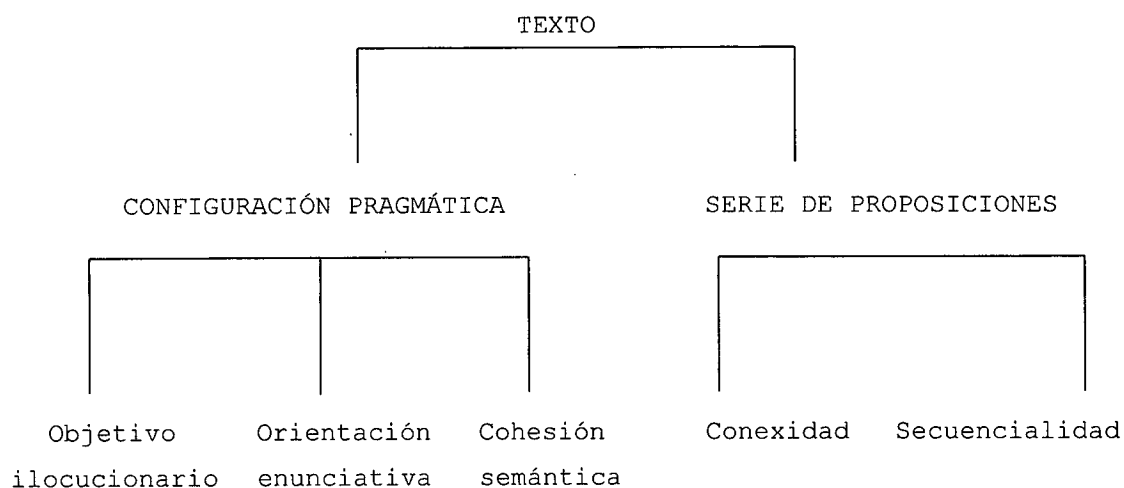 TEXTO
CONFIGURACIÓN PRAGMÁTICA SERIE DE PROPOSICIONES
Objetivo Orientación Cohesión Conexidad Secuencialidad
ilocucionario enunciativa semántica